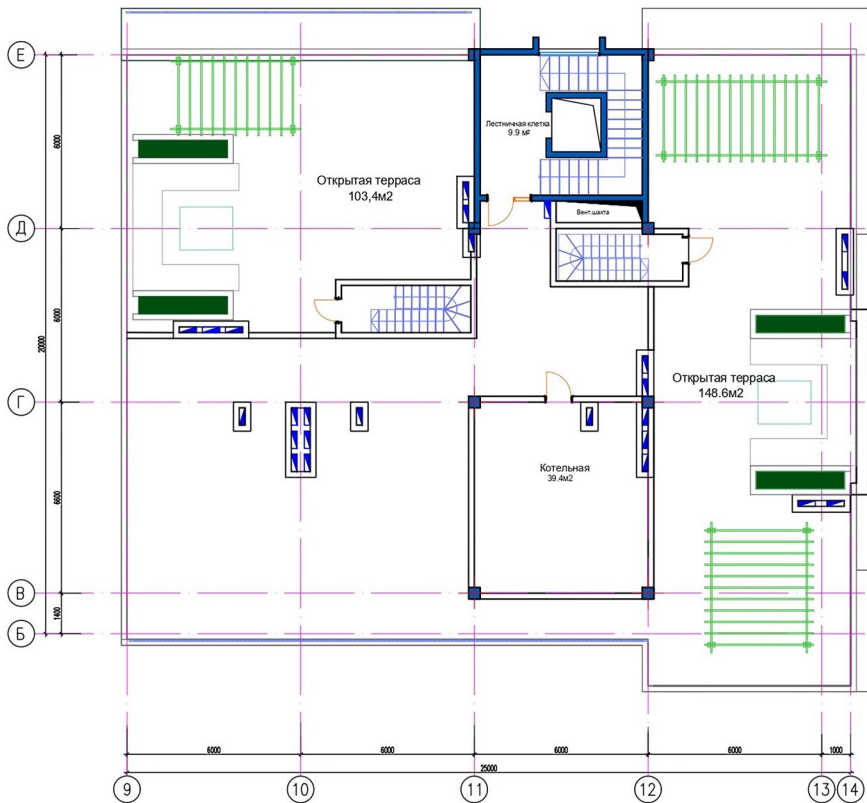 Е
Лестничная клетка
9.9 м²
6000
Открытая терраса
103,4м2
Вент.шахта
Д
6000
20000
Открытая терраса
148.6м2
Г
Котельная
39.4м2
6600
В
1400
Б
6000
6000
6000
6000
1000
25000
9
10
11
12
13
14